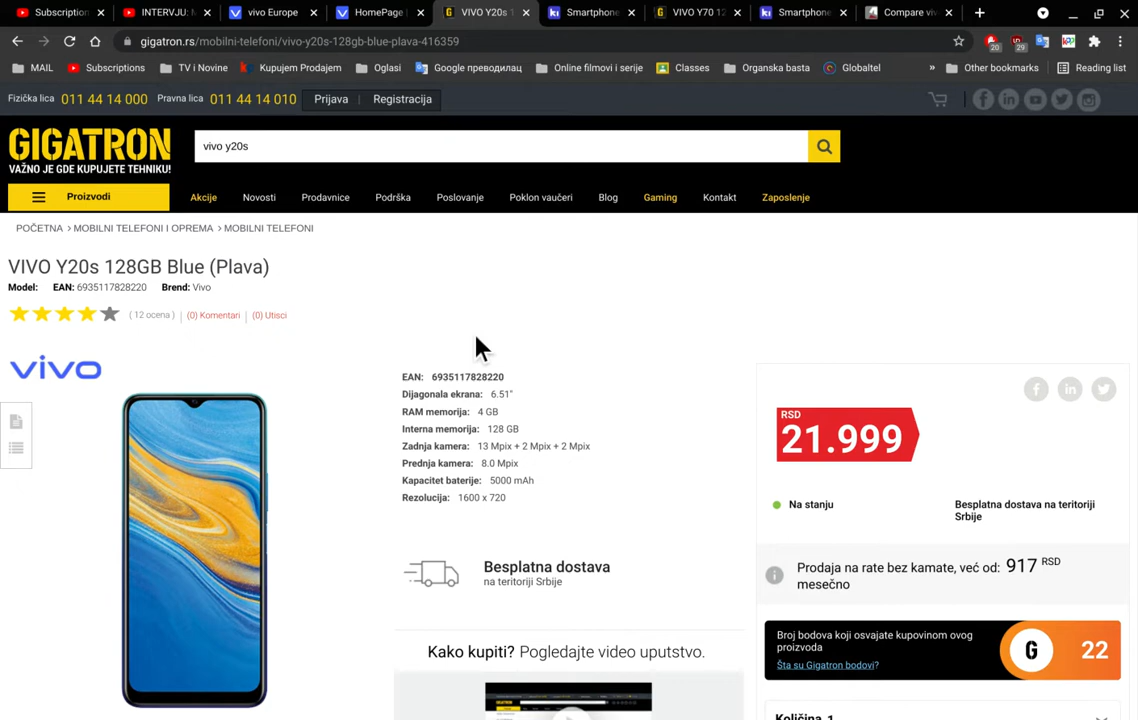 Subscription
INTERVJU: M
vivo Europe
HomePage |
VIVO Y20s 1
Smartphone
VIVO Y70 12
Smartphone
Compare viv
gigatron.rs/mobilni-telefoni/vivo-y20s-128gb-blue-plava-416359
20
29
MAIL
Subscriptions
TV i Novine
Kupujem Prodajem
Oglasi
Google преводилац
Online filmovi i serije
Classes
Organska basta
Globaltel
»
Other bookmarks
Reading list
Fizička lica 011 44 14 000 Pravna lica 011 44 14 010 Prijava | Registracija
GIGATRON
VAŽNO JE GDE KUPUJETE TEHNIKU!
vivo y20s
Proizvodi
Akcije
Novosti
Prodavnice
Podrška
Poslovanje
Poklon vaučeri
Blog
Gaming
Kontakt
Zaposlenje
POČETNA > MOBILNI TELEFONI I OPREMA > MOBILNI TELEFONI
VIVO Y20s 128GB Blue (Plava)
Model: EAN: 6935117828220 Brend: Vivo
( 12 ocena ) | (0) Komentari | (0) Utisci
vivo
EAN: 6935117828220
Dijagonala ekrana: 6.51"
RAM memorija: 4 GB
Interna memorija: 128 GB
Zadnja kamera: 13 Mpix + 2 Mpix + 2 Mpix
Prednja kamera: 8.0 Mpix
Kapacitet baterije: 5000 mAh
Rezolucija: 1600 x 720
Besplatna dostava
na teritoriji Srbije
Kako kupiti? Pogledajte video uputstvo.
RSD
21.999
Na stanju
Besplatna dostava na teritoriji
Srbije
Prodaja na rate bez kamate, već od: 917 RSD
mesečno
Broj bodova koji osvajate kupovinom ovog
proizvoda
Šta su Gigatron bodovi?
G
22
Količina 1